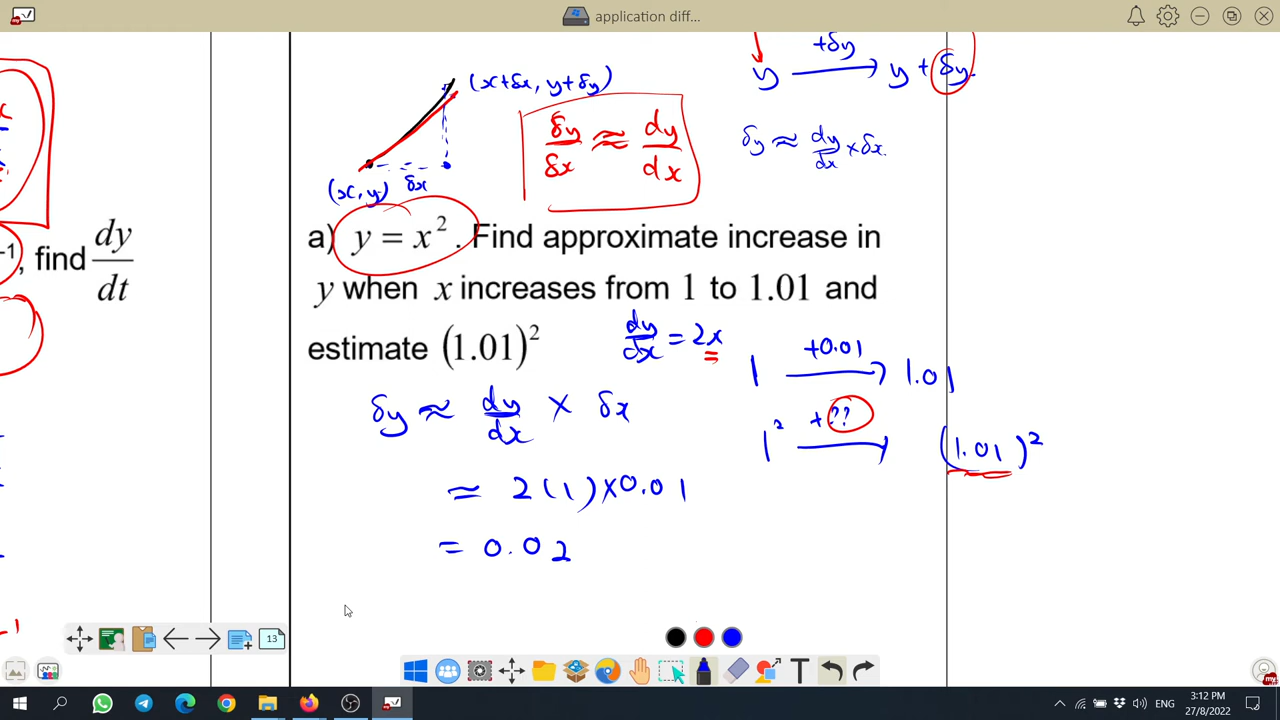 application diff...
+δy
y ⟶ y + δy.
(x+δx, y+δy)
δy/δx ≈ dy/dx
δy ≈ dy/dx × δx.
(x, y) δx
-1, find dy/dt
a) y = x². Find approximate increase in
y when x increases from 1 to 1.01 and
estimate (1.01)²
dy/dx = 2x
+0.01
1 ⟶ 1.01
+??
1² ⟶ (1.01)²
δy ≈ dy/dx × δx
≈ 2(1)×0.01
= 0.02
13
T
ENG
3:12 PM
27/8/2022